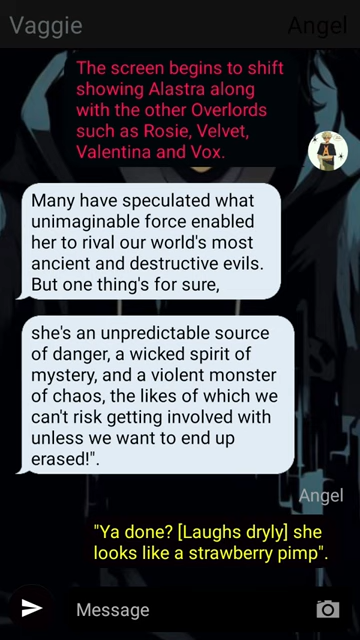 Vaggie
Angel
The screen begins to shift
showing Alastra along
with the other Overlords
such as Rosie, Velvet,
Valentina and Vox.
Many have speculated what
unimaginable force enabled
her to rival our world's most
ancient and destructive evils.
But one thing's for sure,
she's an unpredictable source
of danger, a wicked spirit of
mystery, and a violent monster
of chaos, the likes of which we
can't risk getting involved with
unless we want to end up
erased!".
Angel
"Ya done? [Laughs dryly] she
looks like a strawberry pimp".
Message